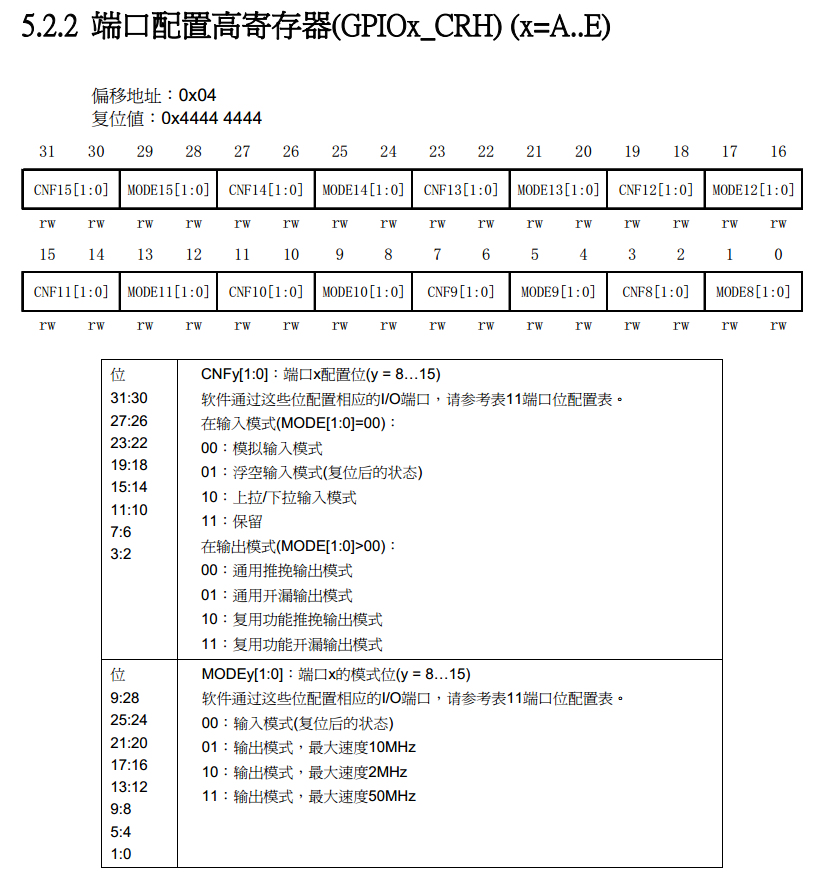 5.2.2 端口配置高寄存器(GPIOx_CRH) (x=A..E)
偏移地址：0x04
复位值：0x4444 4444
31 30 29 28 27 26 25 24 23 22 21 20 19 18 17 16
CNF15[1:0] MODE15[1:0] CNF14[1:0] MODE14[1:0] CNF13[1:0] MODE13[1:0] CNF12[1:0] MODE12[1:0]
rw rw rw rw rw rw rw rw rw rw rw rw rw rw rw rw
15 14 13 12 11 10 9 8 7 6 5 4 3 2 1 0
CNF11[1:0] MODE11[1:0] CNF10[1:0] MODE10[1:0] CNF9[1:0] MODE9[1:0] CNF8[1:0] MODE8[1:0]
rw rw rw rw rw rw rw rw rw rw rw rw rw rw rw rw
位
31:30
27:26
23:22
19:18
15:14
11:10
7:6
3:2
CNFy[1:0]：端口x配置位(y = 8…15)
软件通过这些位配置相应的I/O端口，请参考表11端口位配置表。
在输入模式(MODE[1:0]=00)：
00：模拟输入模式
01：浮空输入模式(复位后的状态)
10：上拉/下拉输入模式
11：保留
在输出模式(MODE[1:0]>00)：
00：通用推挽输出模式
01：通用开漏输出模式
10：复用功能推挽输出模式
11：复用功能开漏输出模式
位
9:28
25:24
21:20
17:16
13:12
9:8
5:4
1:0
MODEy[1:0]：端口x的模式位(y = 8…15)
软件通过这些位配置相应的I/O端口，请参考表11端口位配置表。
00：输入模式(复位后的状态)
01：输出模式，最大速度10MHz
10：输出模式，最大速度2MHz
11：输出模式，最大速度50MHz